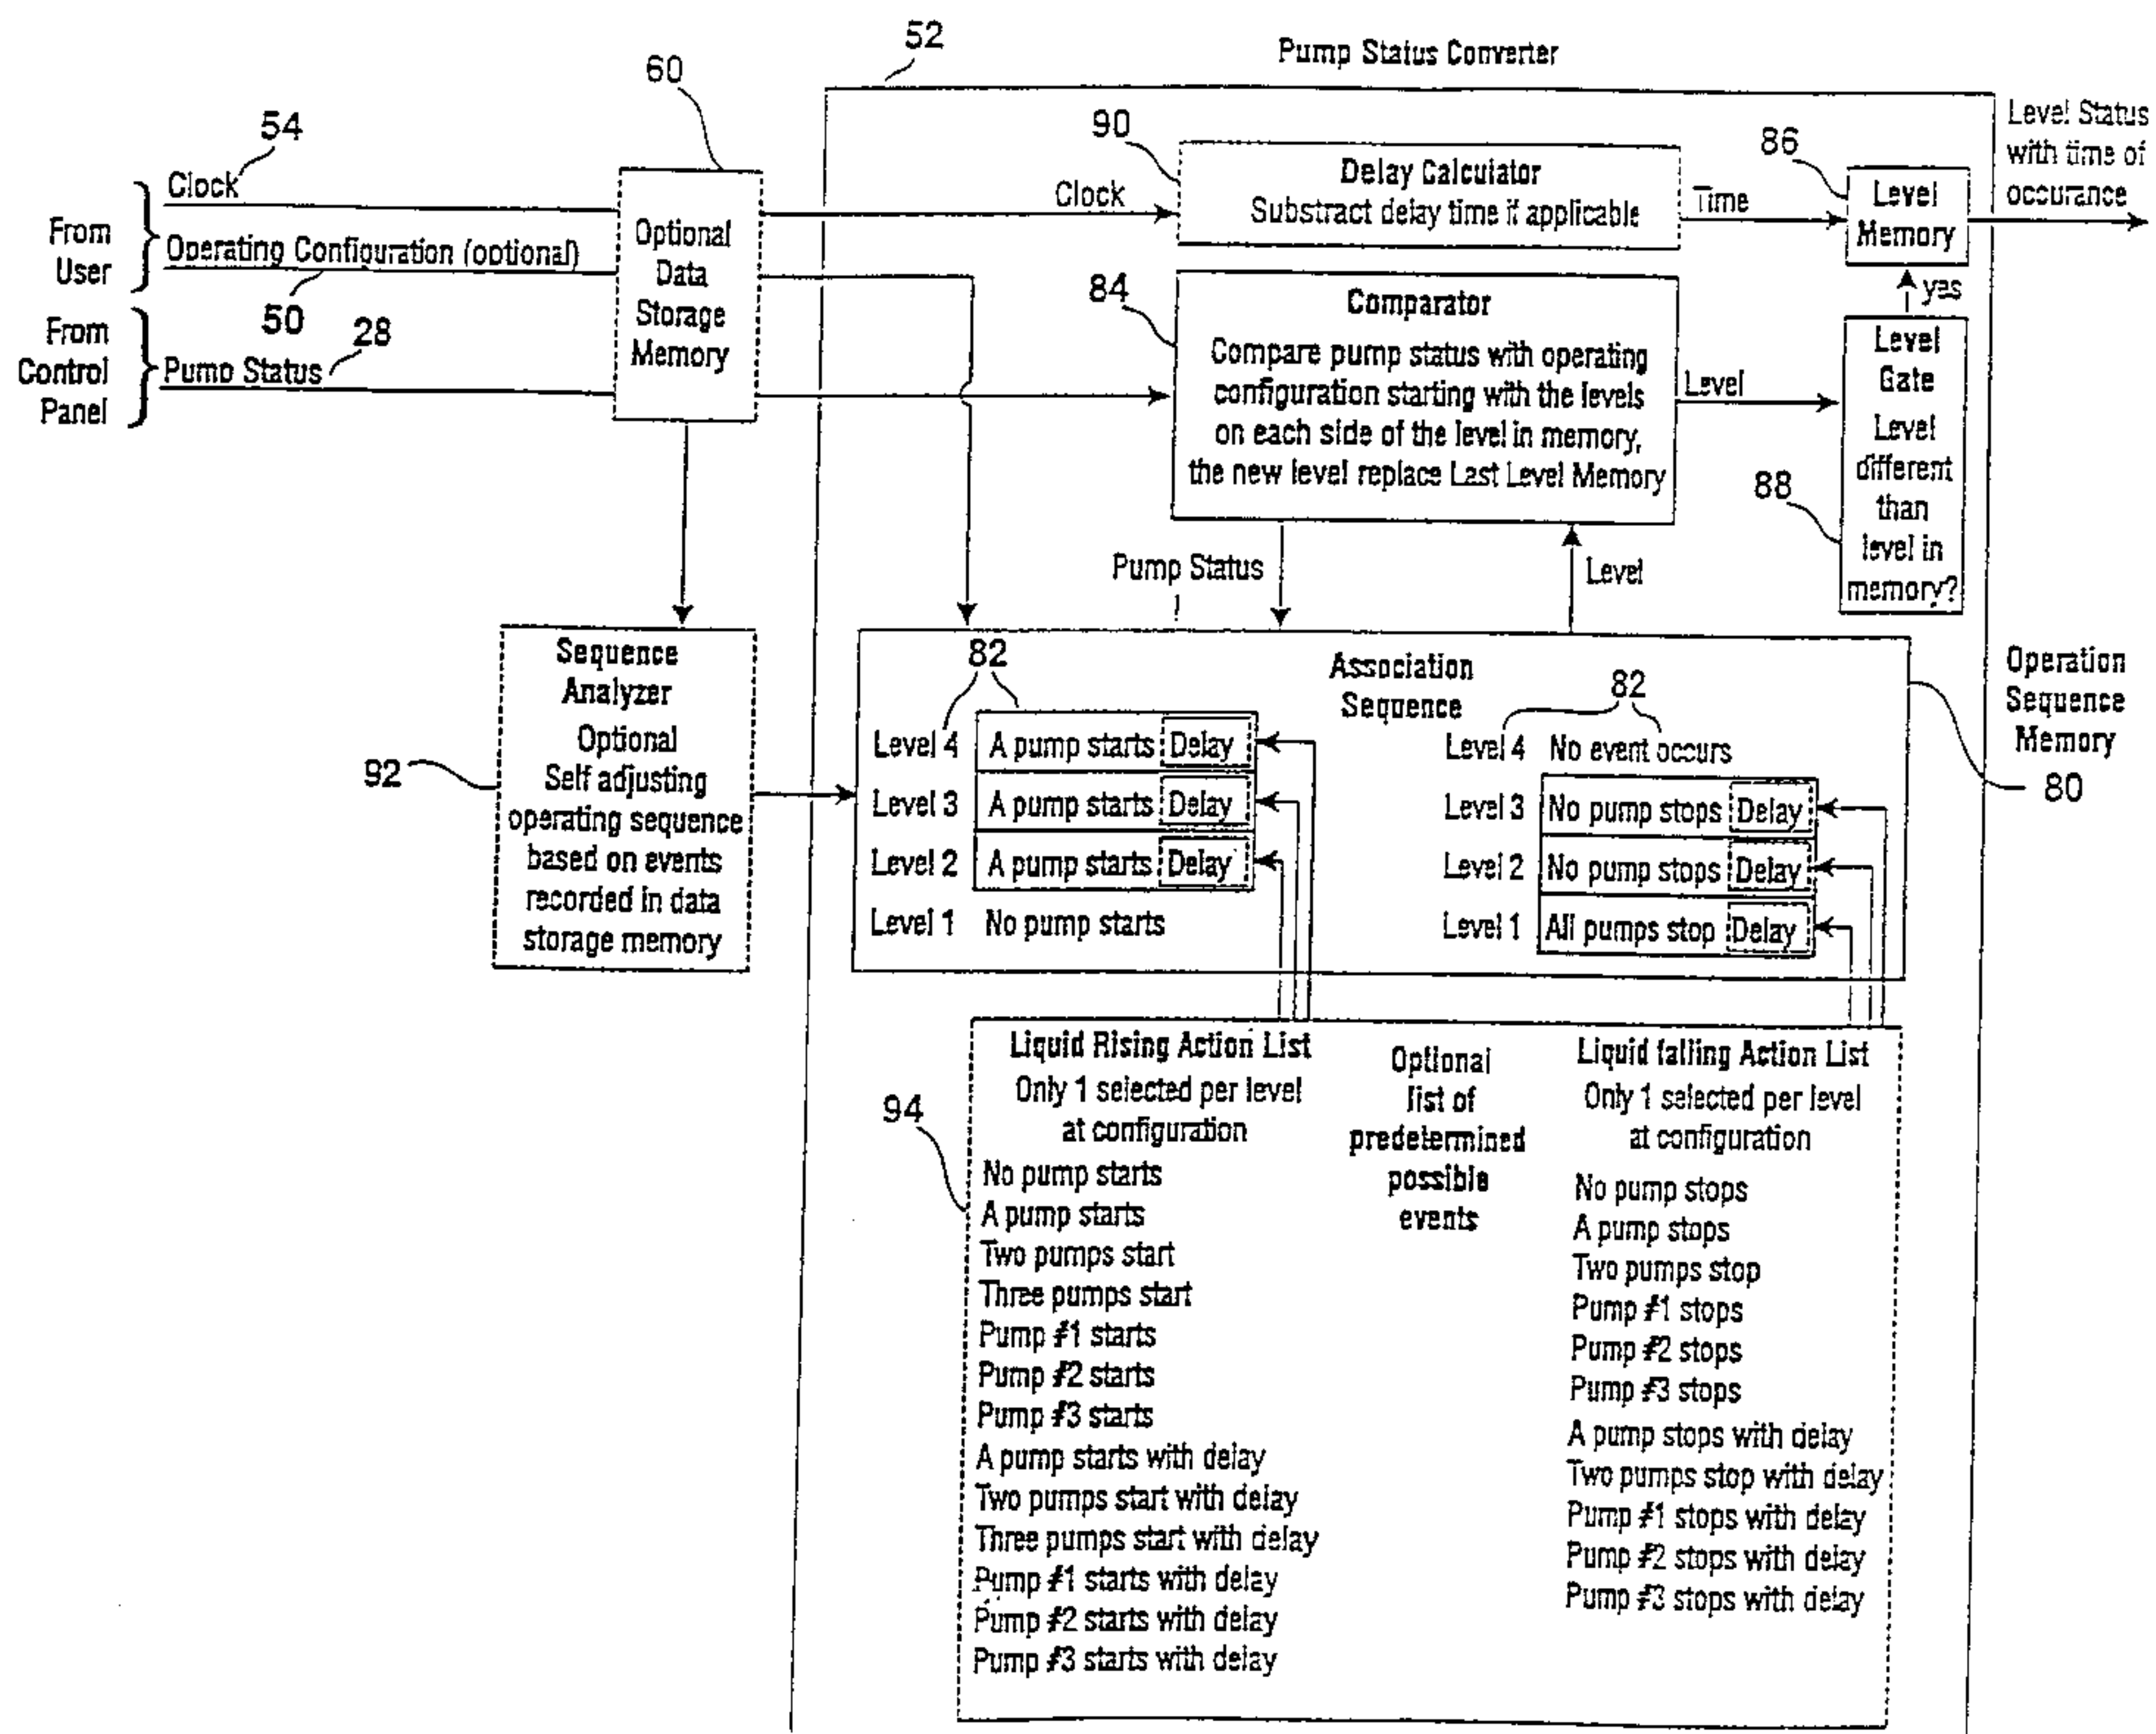 52
Pump Status Converter
60
54
Clock
From
User
Operating Configuration (optional)
50
From
Control
Panel
Pump Status
28
Optional
Data
Storage
Memory
Clock
90
Delay Calculator
Substract delay time if applicable
Time
86
Level
Memory
Level Status
with time of
occurance
84
Comparator
Compare pump status with operating
configuration starting with the levels
on each side of the level in memory,
the new level replace Last Level Memory
Level
yes
Level
Gate
Level
different
than
level in
memory?
88
Pump Status
Level
92
Sequence
Analyzer
Optional
Self adjusting
operating sequence
based on events
recorded in data
storage memory
82
Association
Sequence
82
Operation
Sequence
Memory
80
Level 4 A pump starts Delay
Level 3 A pump starts Delay
Level 2 A pump starts Delay
Level 1 No pump starts
Level 4 No event occurs
Level 3 No pump stops Delay
Level 2 No pump stops Delay
Level 1 All pumps stop Delay
94
Liquid Rising Action List
Only 1 selected per level
at configuration
No pump starts
A pump starts
Two pumps start
Three pumps start
Pump #1 starts
Pump #2 starts
Pump #3 starts
A pump starts with delay
Two pumps start with delay
Three pumps start with delay
Pump #1 starts with delay
Pump #2 starts with delay
Pump #3 starts with delay
Optional
list of
predetermined
possible
events
Liquid falling Action List
Only 1 selected per level
at configuration
No pump stops
A pump stops
Two pumps stop
Pump #1 stops
Pump #2 stops
Pump #3 stops
A pump stops with delay
Two pumps stop with delay
Pump #1 stops with delay
Pump #2 stops with delay
Pump #3 stops with delay